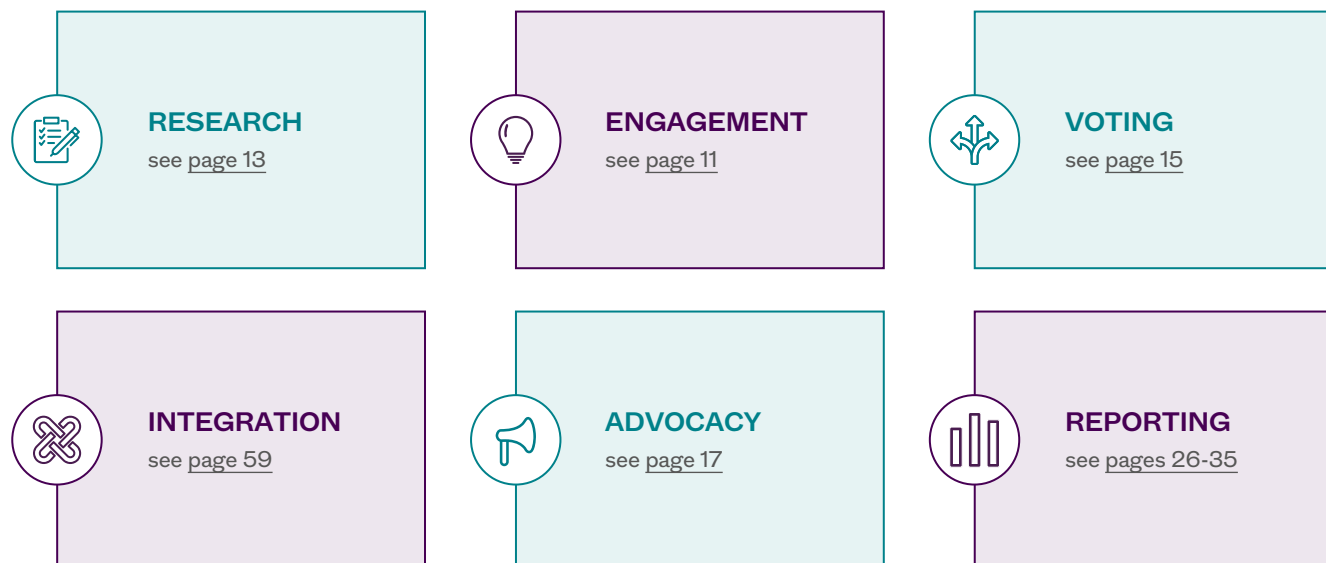 RESEARCH
see page 13
ENGAGEMENT
see page 11
VOTING
see page 15
INTEGRATION
see page 59
ADVOCACY
see page 17
REPORTING
see pages 26-35